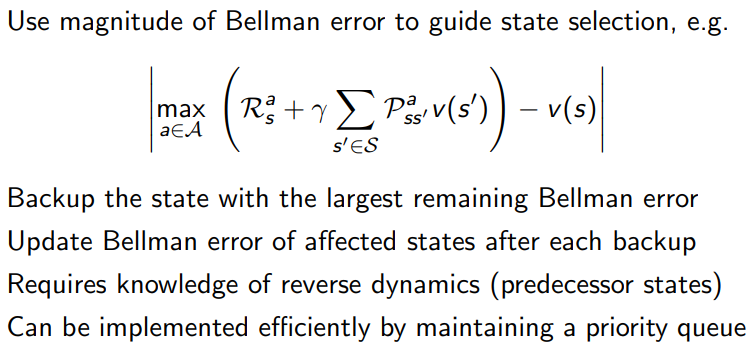 Use magnitude of Bellman error to guide state selection, e.g.
$$\left| \max_{a \in \mathcal{A}} \left( \mathcal{R}_s^a + \gamma \sum_{s' \in \mathcal{S}} \mathcal{P}_{ss'}^a v(s') \right) - v(s) \right|$$
Backup the state with the largest remaining Bellman error
Update Bellman error of affected states after each backup
Requires knowledge of reverse dynamics (predecessor states)
Can be implemented efficiently by maintaining a priority queue